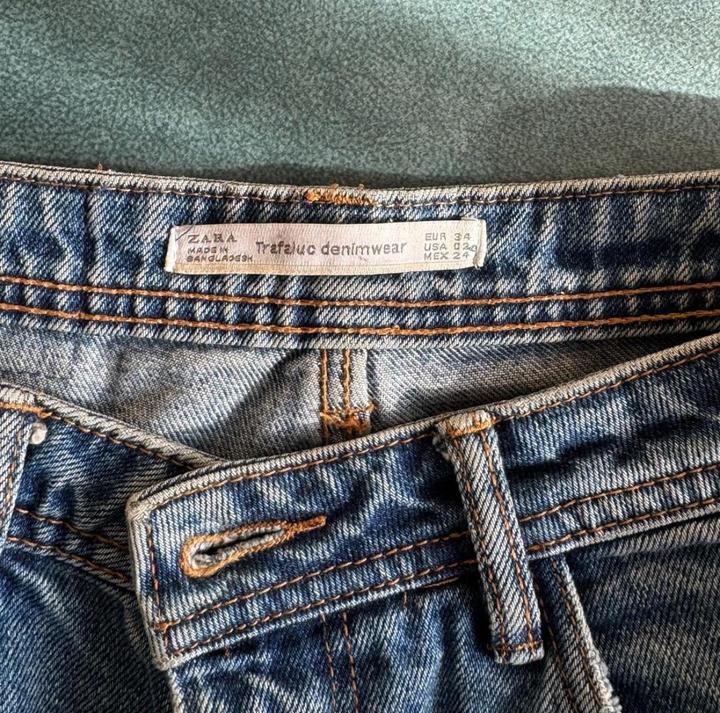 ZARA
MADE IN
BANGLADESH
Trafaluc denimwear
EUR 34
USA 02
MEX 24